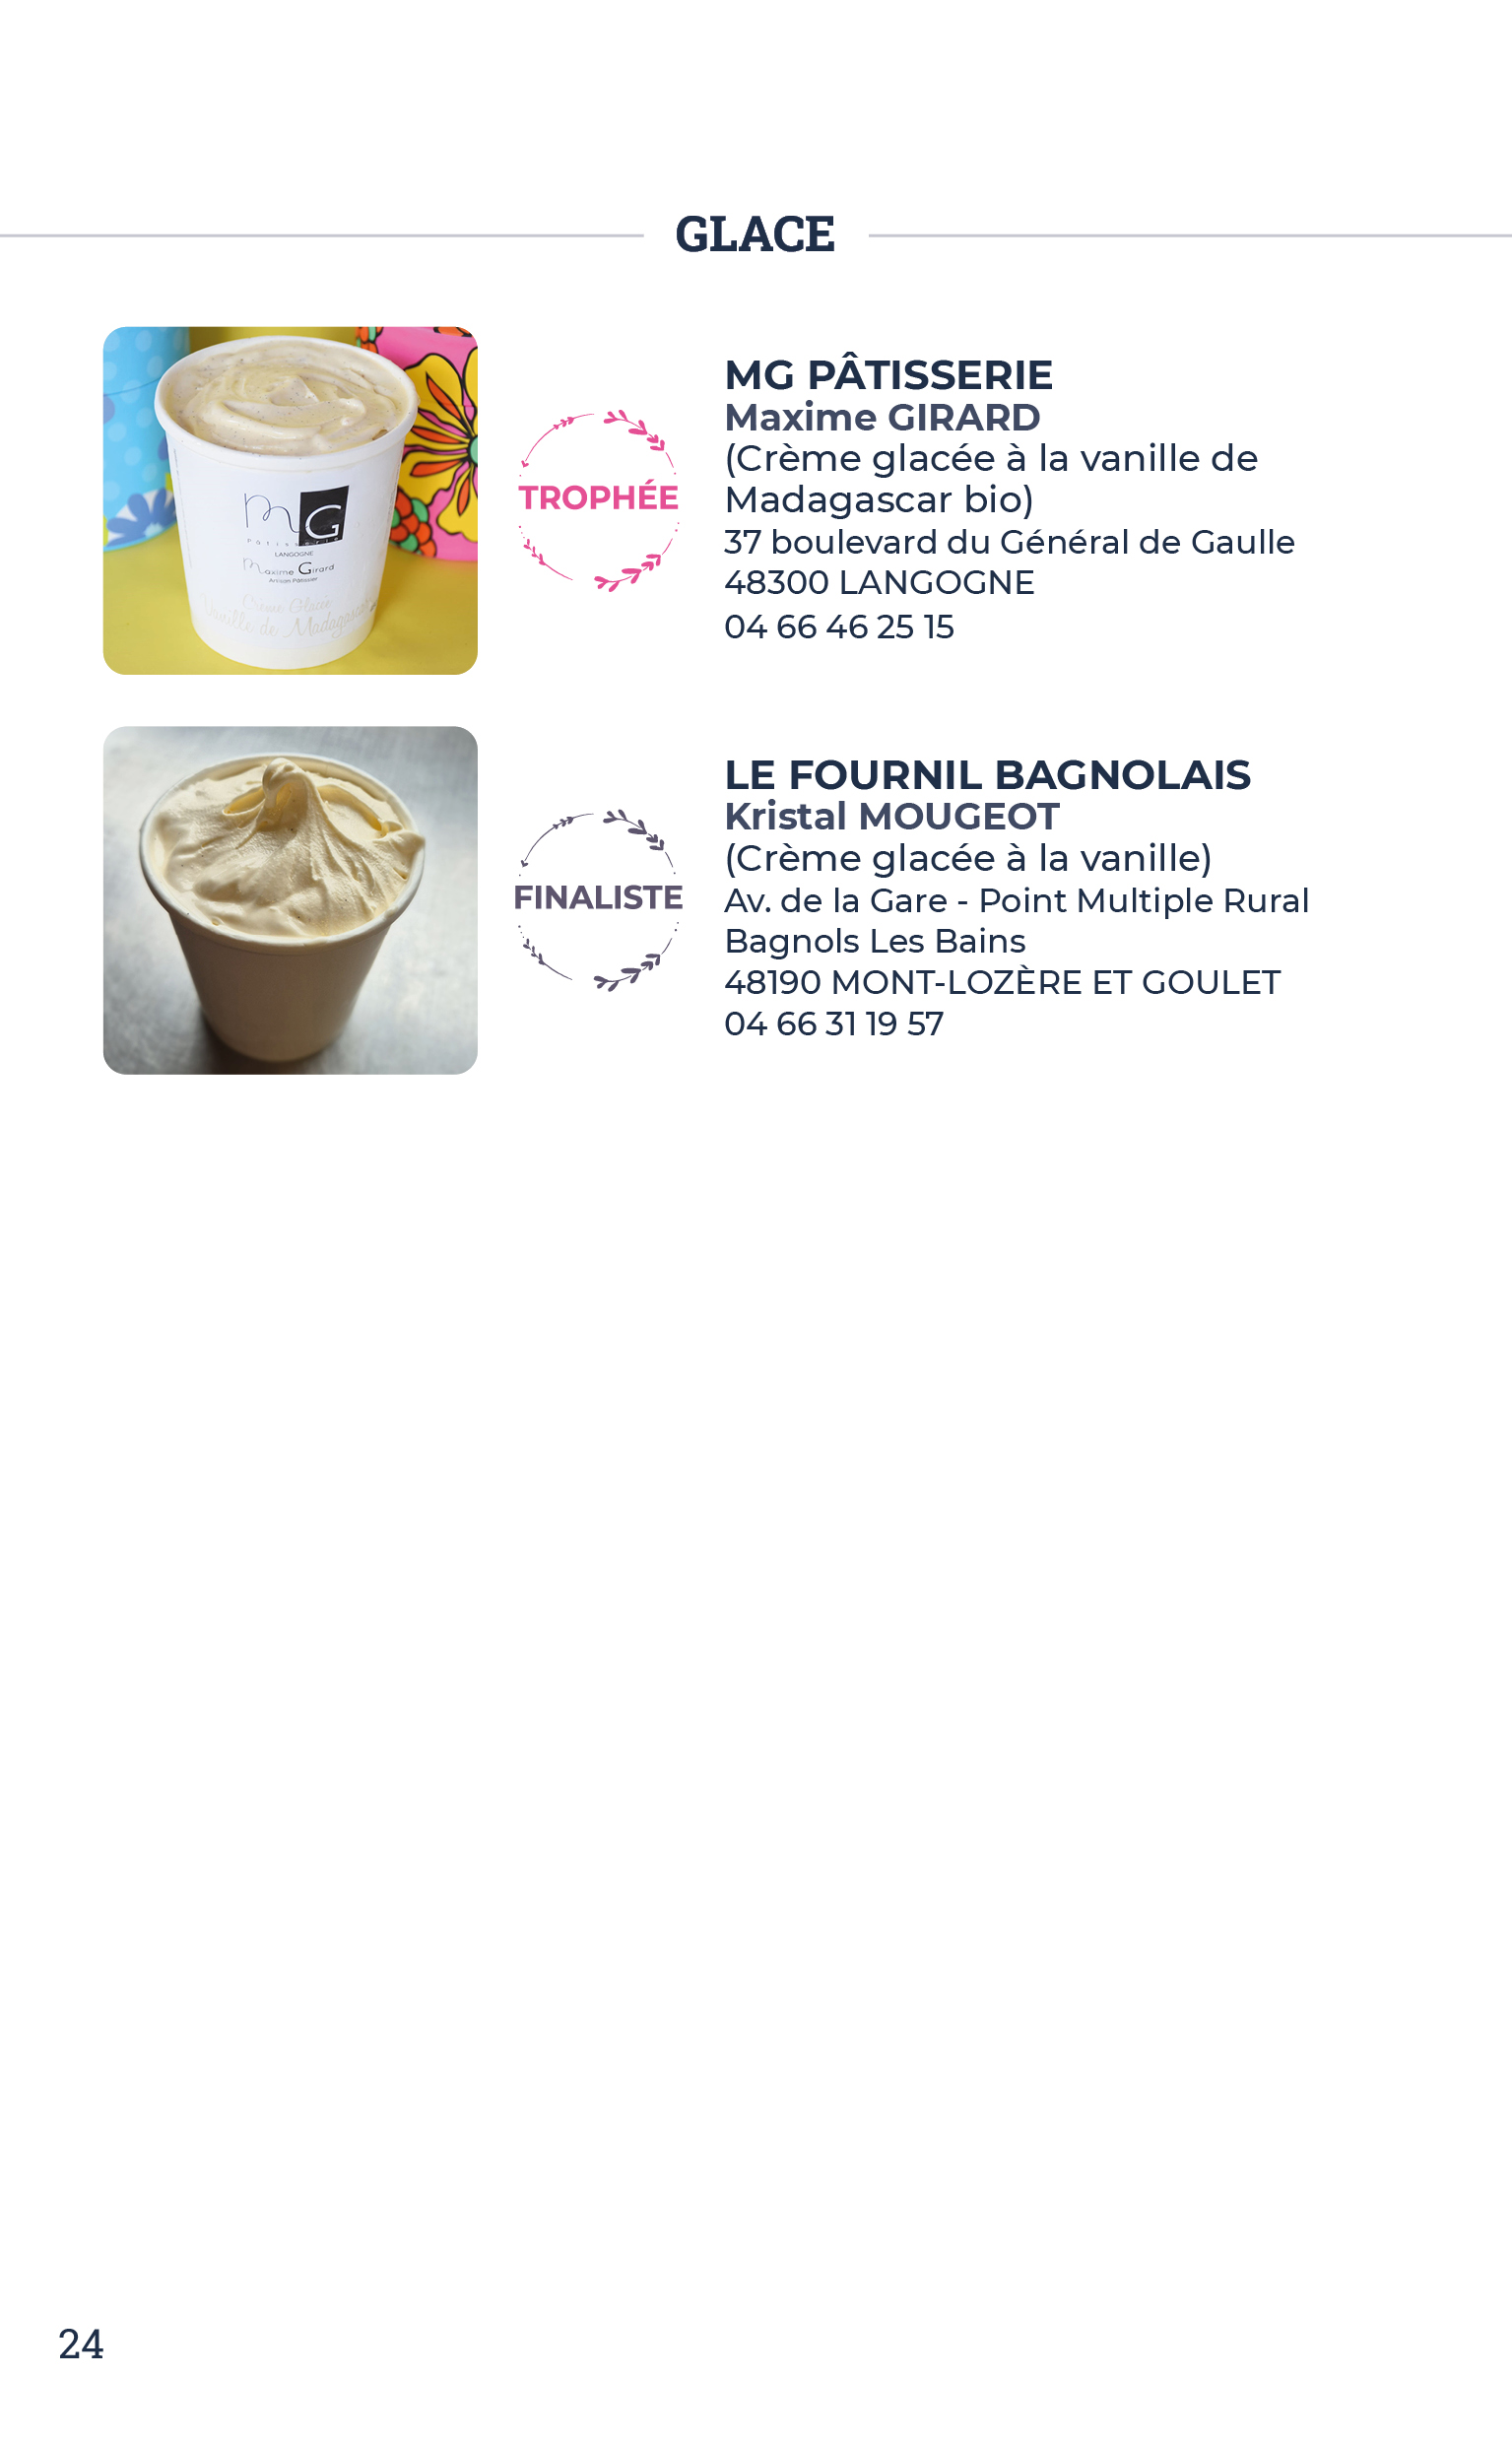 GLACE
MG
Pâtisserie
LANGOGNE
Maxime Girard
Artisan Pâtissier
Crème Glacée
Vanille de Madagascar
TROPHÉE
MG PÂTISSERIE
Maxime GIRARD
(Crème glacée à la vanille de
Madagascar bio)
37 boulevard du Général de Gaulle
48300 LANGOGNE
04 66 46 25 15
FINALISTE
LE FOURNIL BAGNOLAIS
Kristal MOUGEOT
(Crème glacée à la vanille)
Av. de la Gare - Point Multiple Rural
Bagnols Les Bains
48190 MONT-LOZÈRE ET GOULET
04 66 31 19 57
24